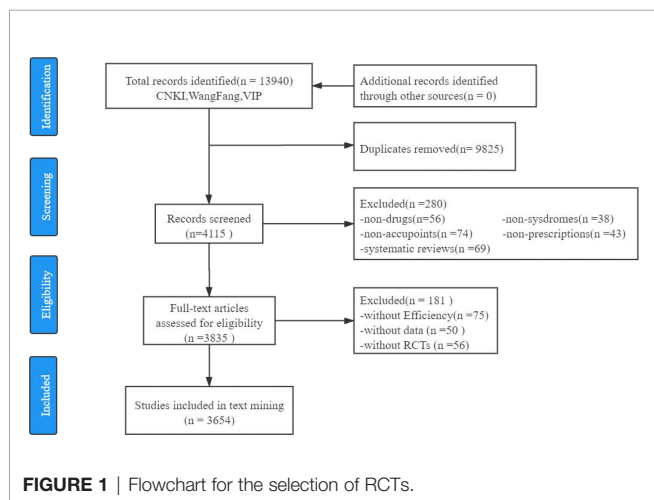 Identification
Total records identified(n = 13940)
CNKI,WangFang,VIP
Additional records identified
through other sources(n = 0)
Duplicates removed(n= 9825)
Screening
Records screened
(n=4115 )
Excluded(n =280)
-non-drugs(n=56) -non-sysdromes(n =38)
-non-accupoints(n =74) -non-prescriptions(n =43)
-systematic reviews(n =69)
Eligibility
Full-text articles
assessed for eligibility
(n =3835 )
Excluded(n = 181 )
-without Efficiency(n =75)
-without data (n =50 )
-without RCTs (n =56)
Included
Studies included in text mining
(n = 3654)
FIGURE 1 | Flowchart for the selection of RCTs.